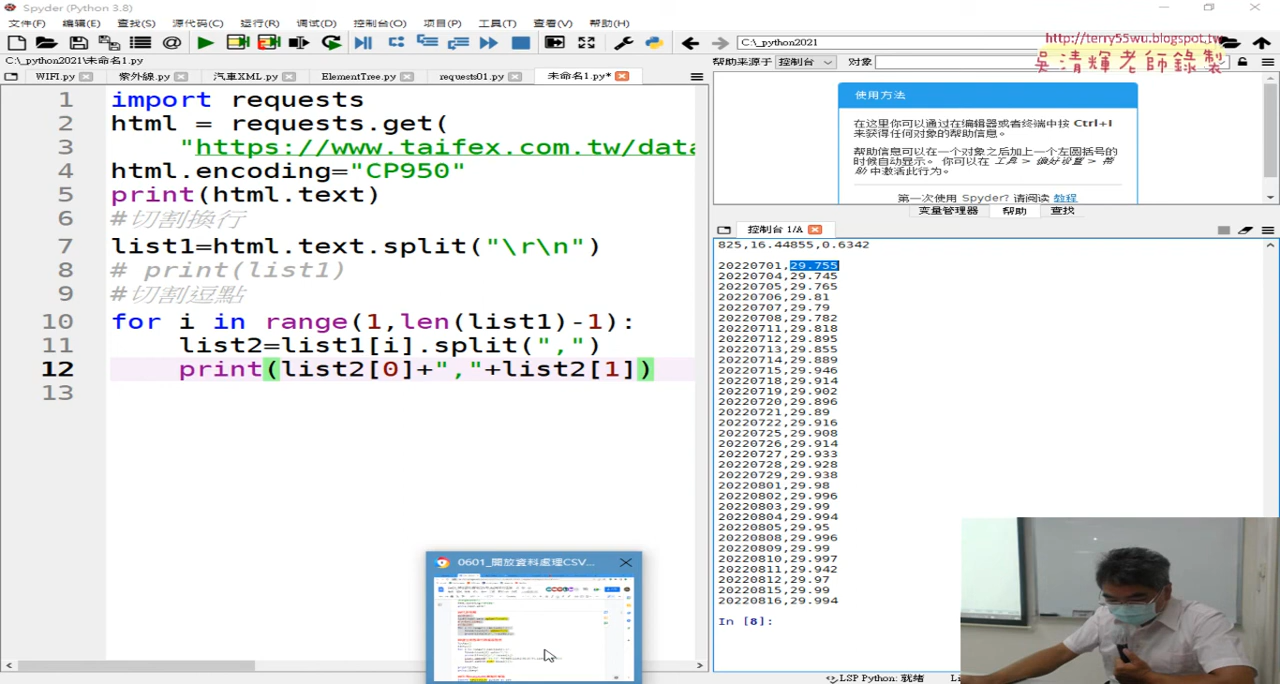 Spyder (Python 3.8)
文件(F) 编辑(E) 查找(S) 源代码(C) 运行(R) 调试(D) 控制台(O) 项目(P) 工具(T) 查看(V) 帮助(H)
C:\_python2021
http://terry55wu.blogspot.tw
吳清輝老師錄製
C:\_python2021\未命名1.py
WIFI.py 紫外線.py 汽車XML.py ElementTree.py requests01.py 未命名1.py*
帮助来源于 控制台 对象
1 import requests
2 html = requests.get(
3 "https://www.taifex.com.tw/data
4 html.encoding="CP950"
5 print(html.text)
6 #切割換行
7 list1=html.text.split("\r\n")
8 # print(list1)
9 #切割逗點
10 for i in range(1,len(list1)-1):
11 list2=list1[i].split(",")
12 print(list2[0]+","+list2[1])
13
使用方法
在这里你可以通过在编辑器或者终端中按 Ctrl+I
来获得任何对象的帮助信息。
帮助信息可以在一个对象之后加上一个左圆括号的
时候自动显示。 你可以在 工具 > 偏好设置 > 帮
助 中激活此行为。
第一次使用 Spyder? 请阅读 教程
变量管理器 帮助 查找
控制台 1/A
825,16.44855,0.6342
20220701,29.755
20220704,29.745
20220705,29.765
20220706,29.81
20220707,29.79
20220708,29.782
20220711,29.818
20220712,29.895
20220713,29.855
20220714,29.889
20220715,29.946
20220718,29.914
20220719,29.902
20220720,29.896
20220721,29.89
20220722,29.916
20220725,29.908
20220726,29.914
20220727,29.933
20220728,29.928
20220729,29.938
20220801,29.98
20220802,29.996
20220803,29.99
20220804,29.994
20220805,29.95
20220808,29.996
20220809,29.99
20220810,29.997
20220811,29.942
20220812,29.97
20220815,29.99
20220816,29.994
In [8]:
0601_開放資料處理CSV...
LSP Python: 就绪